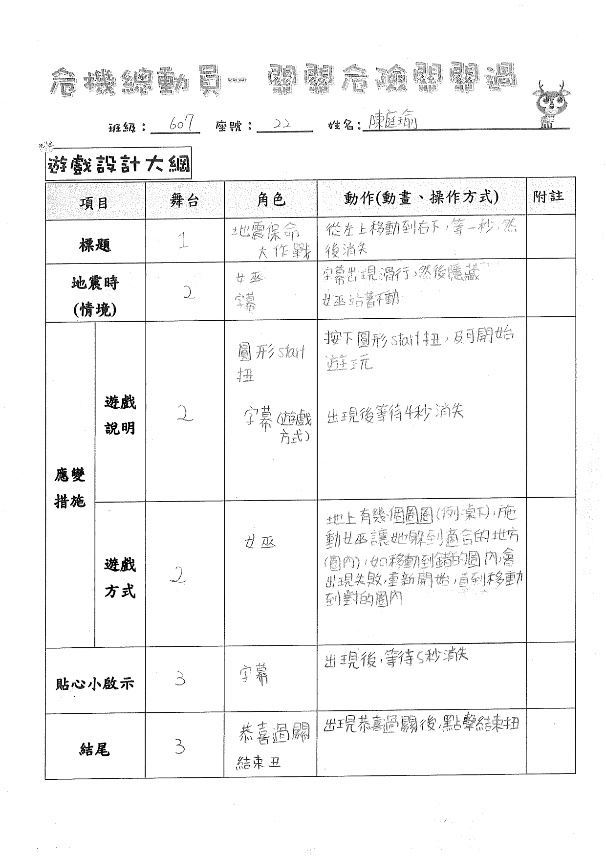 危機總動員- 關關危險關關過
班級：607 座號：22 姓名：陳庭瑜
遊戲設計大綱
項目 舞台 角色 動作(動畫、操作方式) 附註
標題 1 地震保命 大作戰 從左上移動到右下，等一秒，然
後消失
地震時 (情境) 2 女巫 字幕 字幕出現滑行，然後隱藏
女巫站著不動
應變 措施
遊戲 說明 2 圓形start 扭 按下圓形start扭，及可開始
遊玩
字幕(遊戲 方式) 出現後等待4秒消失
遊戲 方式 2 女巫 地上有幾個圓圈(例:桌下)，拖
動女巫讓她躲到適合的地方
(圈內)，如移動到錯的圈內，會
出現失敗，重新開始，直到移動
到對的圈內
貼心小啟示 3 字幕 出現後，等待5秒消失
結尾 3 恭喜過關 出現恭喜過關後，點擊結束扭
結束丑